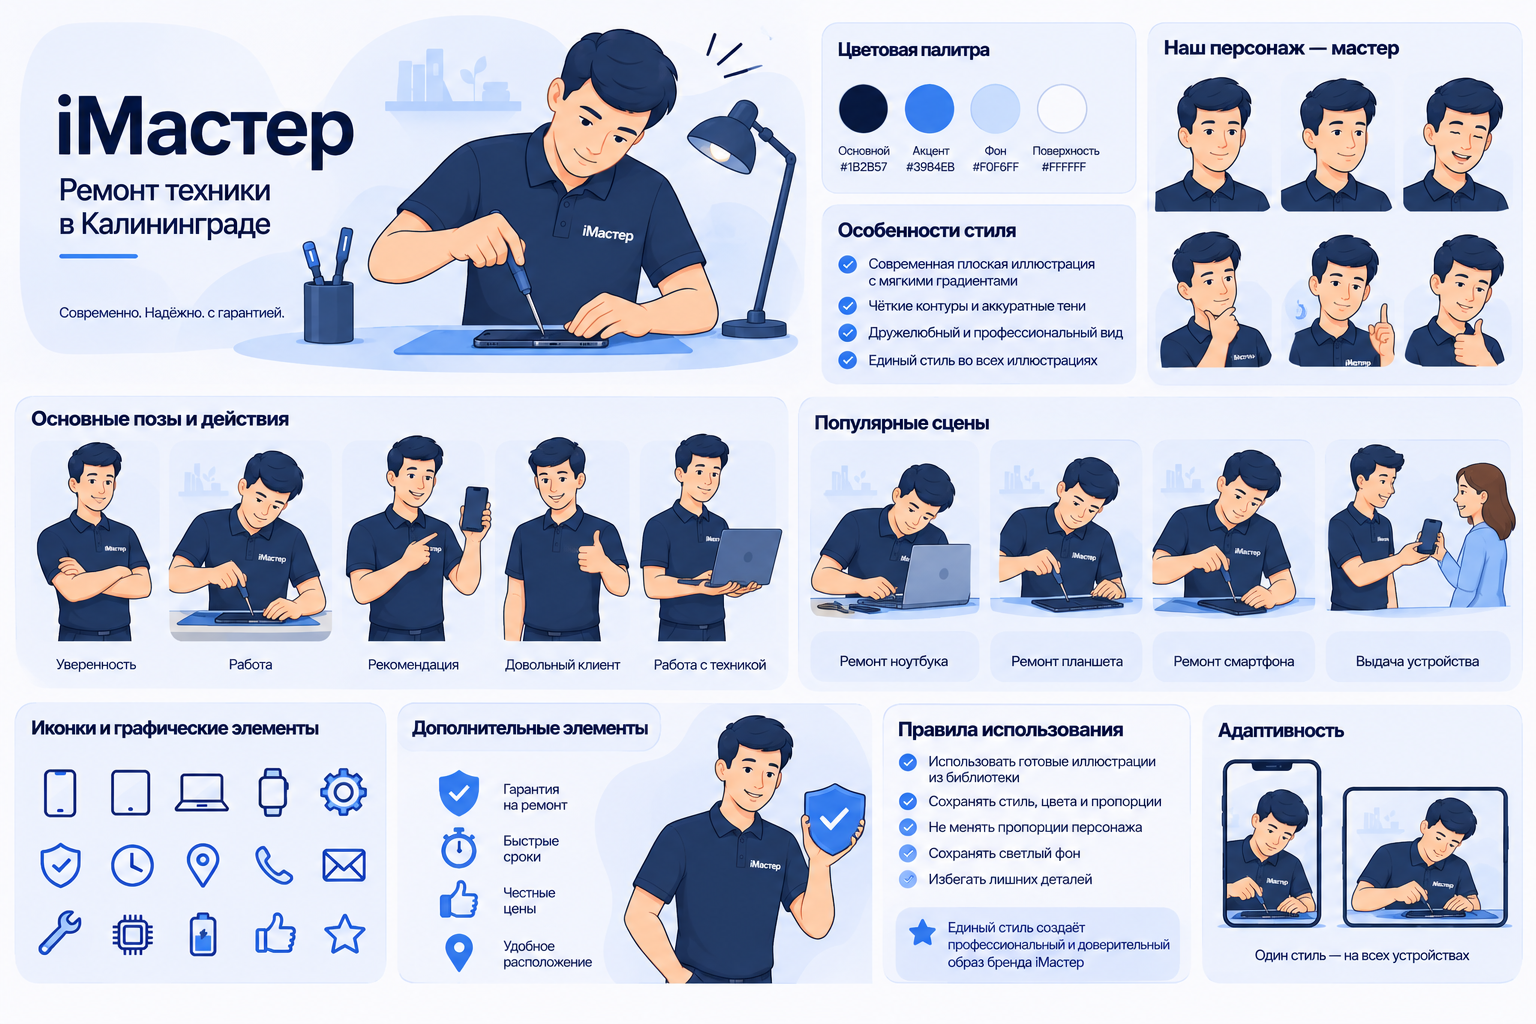 iМастер
Ремонт техники
в Калининграде
Современно. Надёжно. с гарантией.
iМастер
Цветовая палитра
Основной
#1B2B57
Акцент
#3984EB
Фон
#F0F6FF
Поверхность
#FFFFFF
Особенности стиля
Современная плоская иллюстрация
с мягкими градиентами
Чёткие контуры и аккуратные тени
Дружелюбный и профессиональный вид
Единый стиль во всех иллюстрациях
Наш персонаж — мастер
iМастер
Основные позы и действия
iМастер
iМастер
Уверенность
Работа
Рекомендация
Довольный клиент
Работа с техникой
Популярные сцены
iМастер
iМастер
Ремонт ноутбука
Ремонт планшета
Ремонт смартфона
Выдача устройства
Иконки и графические элементы
Дополнительные элементы
Гарантия
на ремонт
Быстрые
сроки
Честные
цены
Удобное
расположение
iМастер
Правила использования
Использовать готовые иллюстрации
из библиотеки
Сохранять стиль, цвета и пропорции
Не менять пропорции персонажа
Сохранять светлый фон
Избегать лишних деталей
Единый стиль создаёт
профессиональный и доверительный
образ бренда iМастер
Адаптивность
Один стиль — на всех устройствах